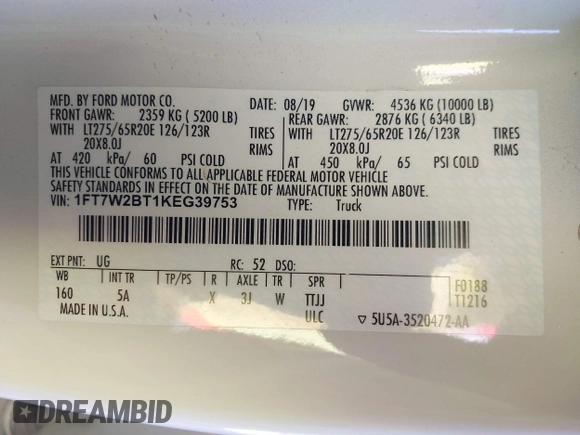 MFD. BY FORD MOTOR CO.
DATE: 08/19 GVWR: 4536 KG (10000 LB)
FRONT GAWR: 2359 KG ( 5200 LB) REAR GAWR: 2876 KG ( 6340 LB)
WITH LT275/65R20E 126/123R TIRES WITH LT275/65R20E 126/123R TIRES
20X8.0J RIMS 20X8.0J RIMS
AT 420 kPa/ 60 PSI COLD AT 450 kPa/ 65 PSI COLD
THIS VEHICLE CONFORMS TO ALL APPLICABLE FEDERAL MOTOR VEHICLE
SAFETY STANDARDS IN EFFECT ON THE DATE OF MANUFACTURE SHOWN ABOVE.
VIN: 1FT7W2BT1KEG39753 TYPE: Truck
EXT PNT: UG RC: 52 DSO:
WB INT TR TP/PS R AXLE TR SPR
160 5A X 3J W TTJJ
ULC
F0188
T1216
MADE IN U.S.A.
▽ 5U5A-3520472-AA
DREAMBID